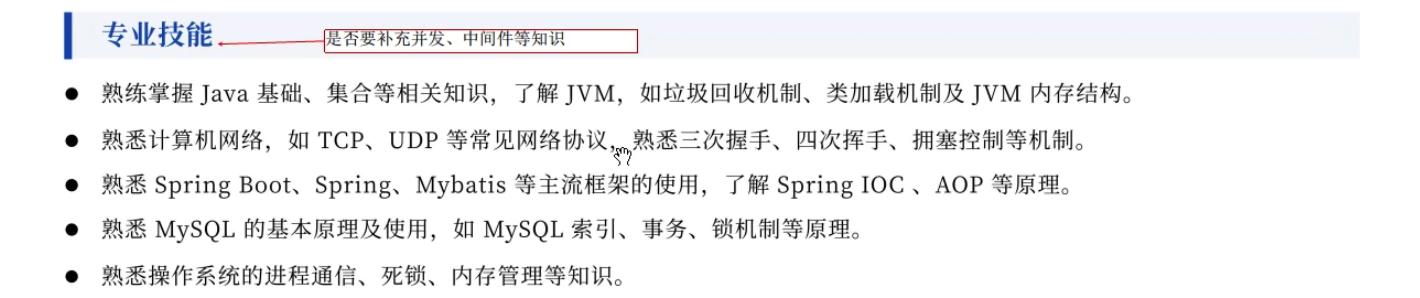 专业技能
是否要补充并发、中间件等知识
● 熟练掌握 Java 基础、集合等相关知识，了解 JVM，如垃圾回收机制、类加载机制及 JVM 内存结构。
● 熟悉计算机网络，如 TCP、UDP 等常见网络协议，熟悉三次握手、四次挥手、拥塞控制等机制。
● 熟悉 Spring Boot、Spring、Mybatis 等主流框架的使用，了解 Spring IOC 、AOP 等原理。
● 熟悉 MySQL 的基本原理及使用，如 MySQL 索引、事务、锁机制等原理。
● 熟悉操作系统的进程通信、死锁、内存管理等知识。